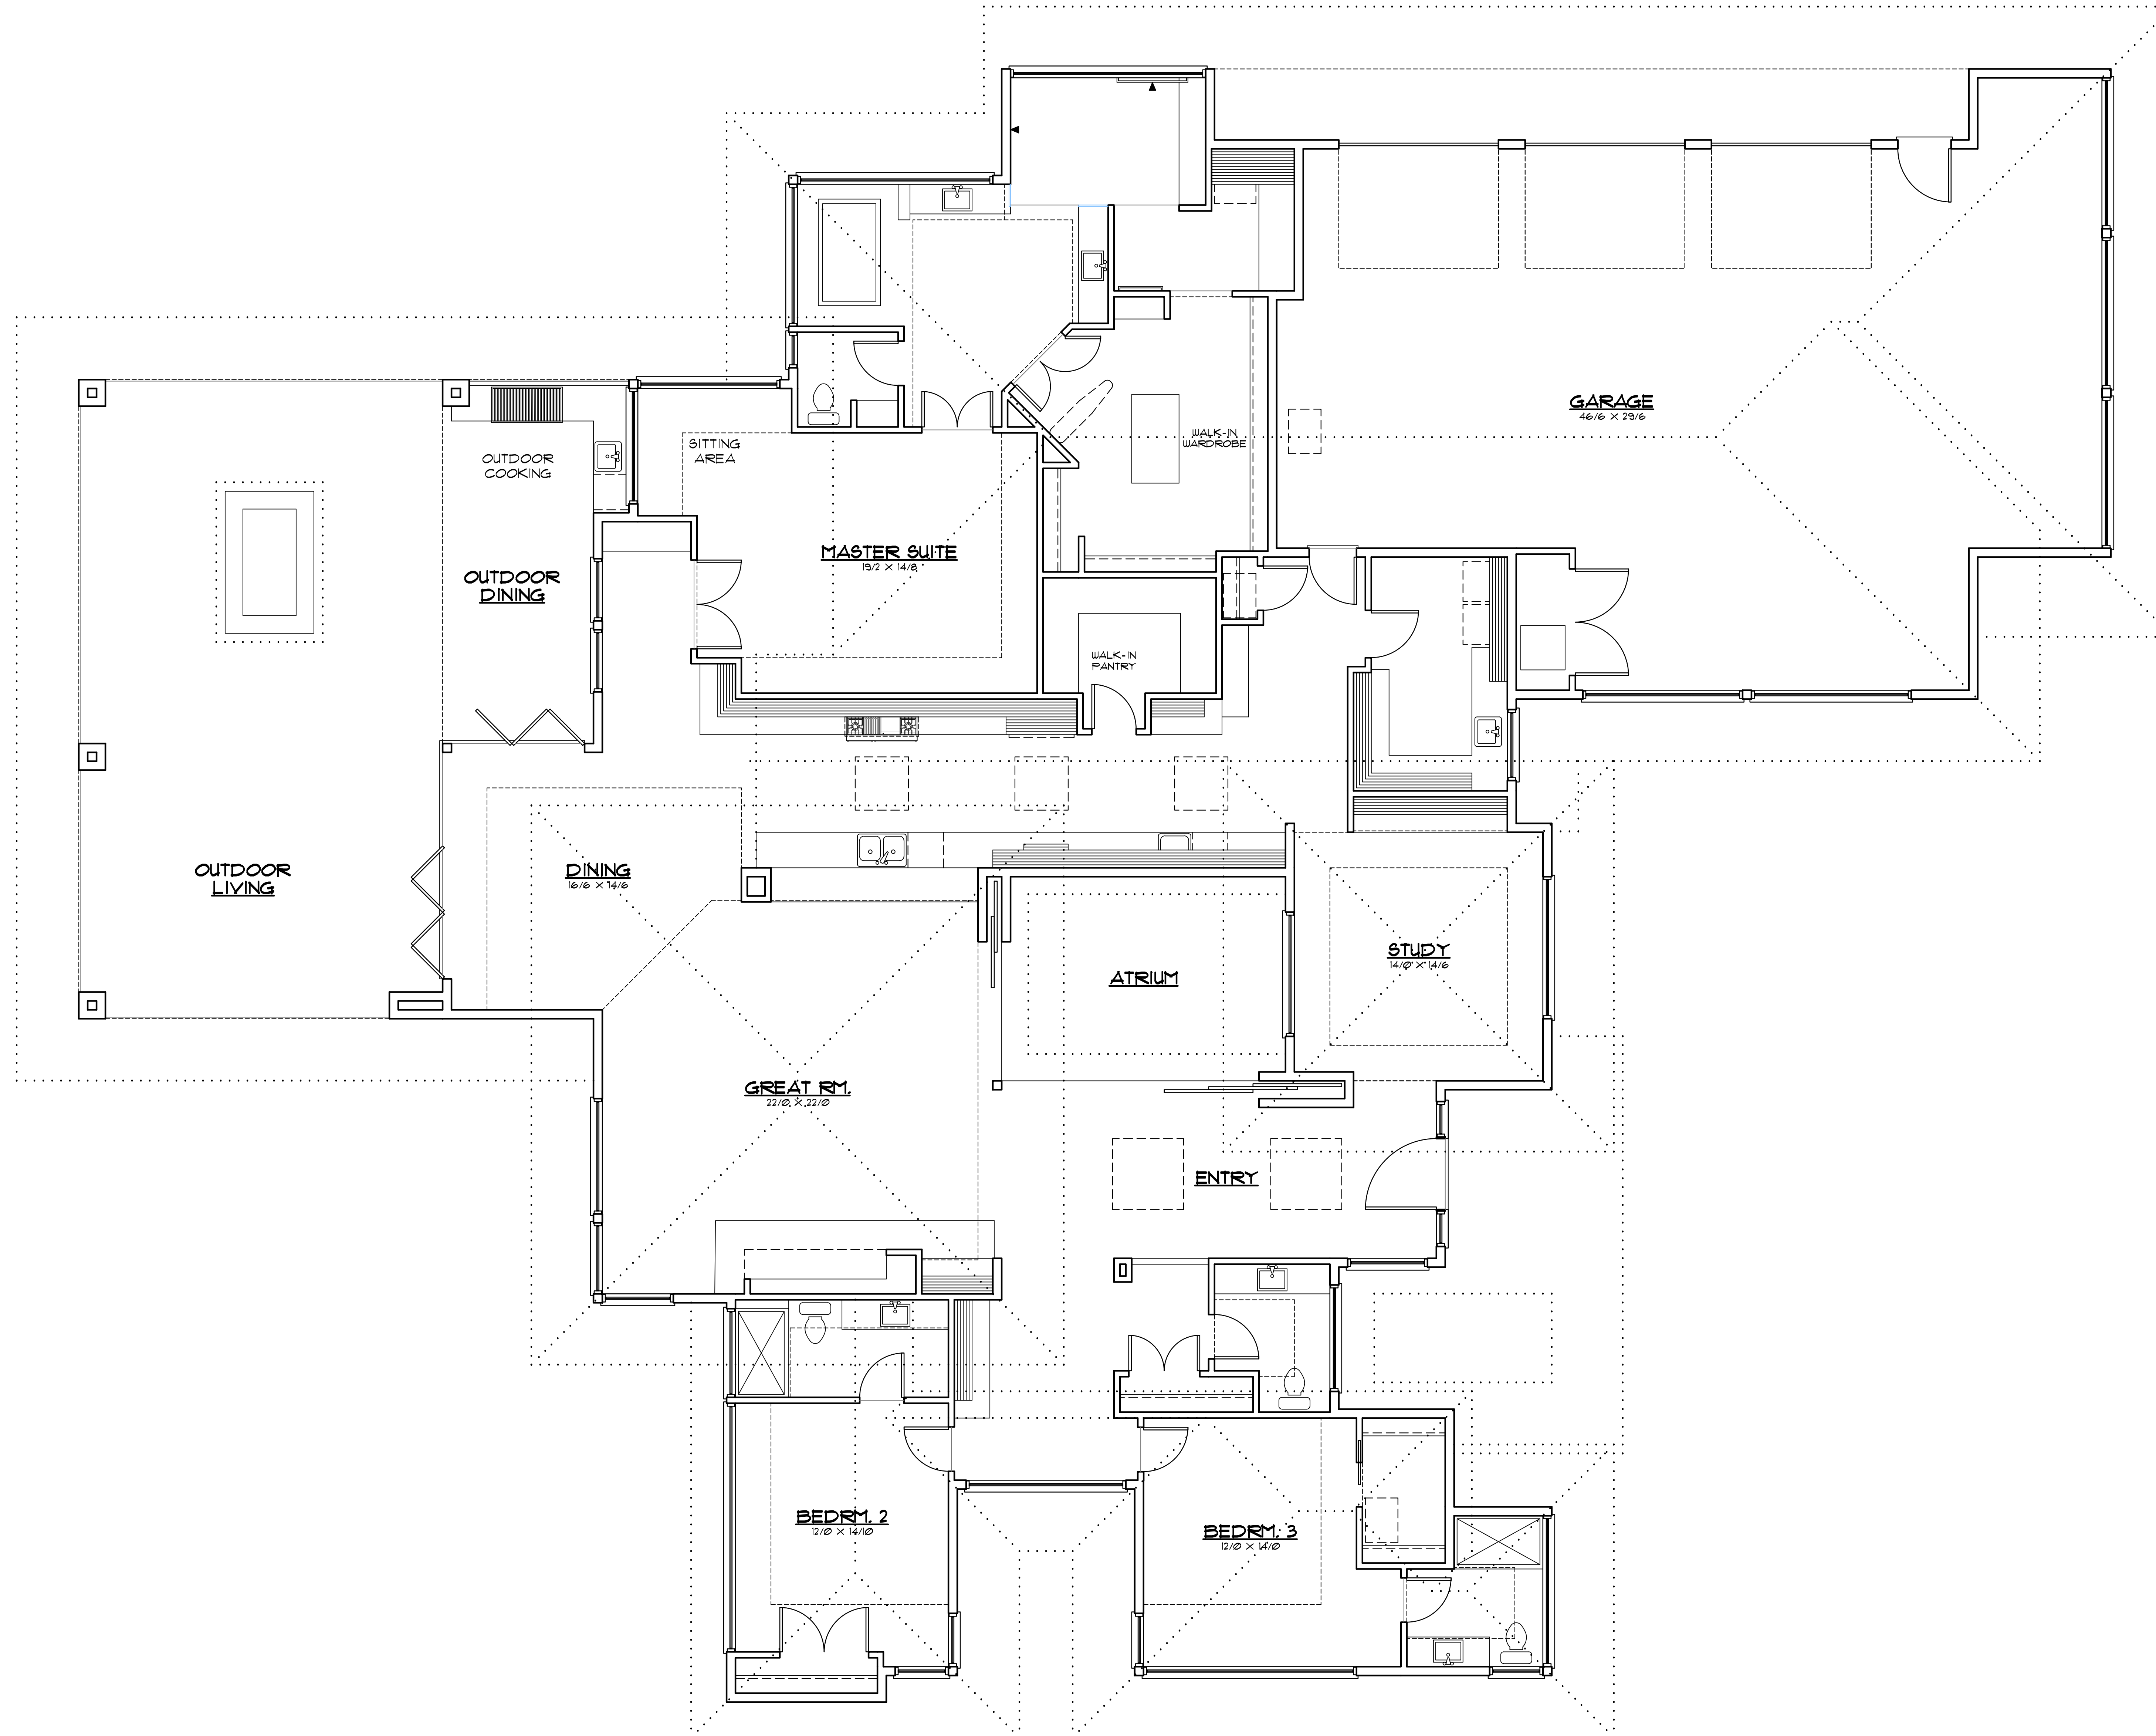 GARAGE
46/6 X 29/6
SITTING
AREA
WALK-IN
WARDROBE
OUTDOOR
COOKING
MASTER SUITE
19/2 X 14/8
OUTDOOR
DINING
WALK-IN
PANTRY
OUTDOOR
LIVING
DINING
16/6 X 14/6
STUDY
14/0 X 14/6
ATRIUM
GREAT RM.
22/0 X 22/0
ENTRY
BEDRM. 2
12/0 X 14/10
BEDRM. 3
12/0 X 14/0